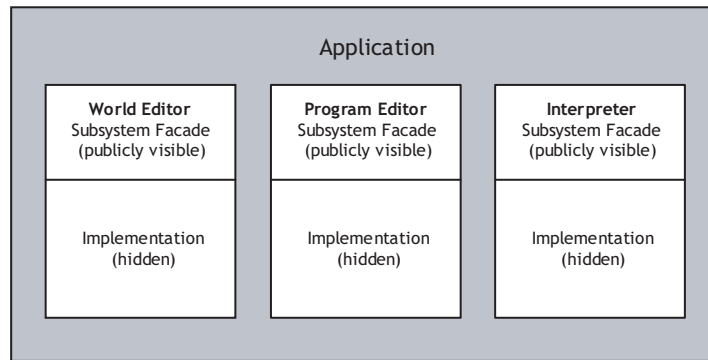 Application
World Editor
Subsystem Facade
(publicly visible)
Implementation
(hidden)
Program Editor
Subsystem Facade
(publicly visible)
Implementation
(hidden)
Interpreter
Subsystem Facade
(publicly visible)
Implementation
(hidden)